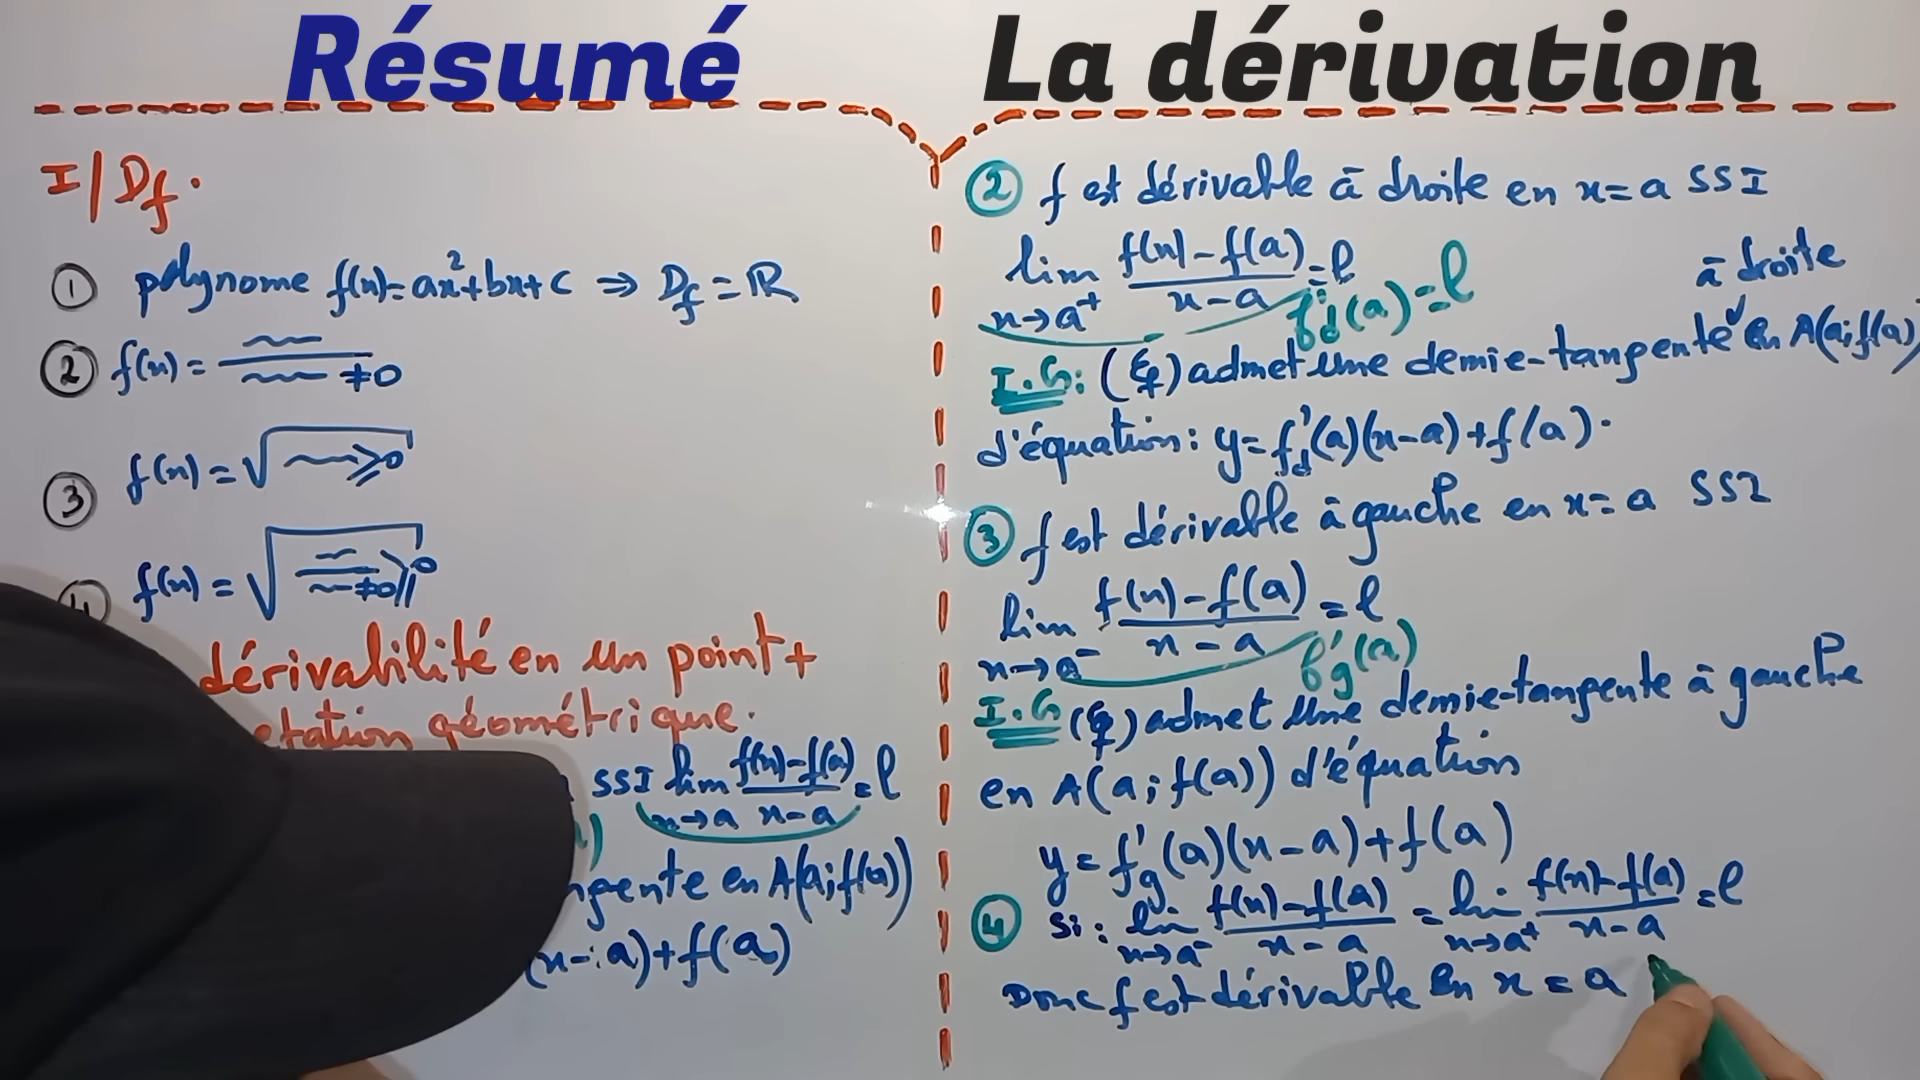 Résumé
La dérivation
I/ Df.
① polynome f(x)=ax²+bx+c ⇒ Df = ℝ
② f(x) = ≠0
③ f(x) = √ ≥0
④ f(x) = √ ≠0 ≥0
dérivabilité en un point +
etation géométrique.
SSI lim x→a f(x)-f(a) / x-a = l
ngente en A(a;f(a))
(x-a)+f(a)
② f est dérivable à droite en x=a SSI
lim x→a⁺ f(x)-f(a) / x-a = l f'd(a)=l
à droite
I.G: (Cf) admet une demie-tangente en A(a;f(a))
d'équation: y=f'd(a)(x-a)+f(a).
③ f est dérivable à gauche en x=a SSI
lim x→a⁻ f(x)-f(a) / x-a = l f'g(a)
I.G (Cf) admet une demie-tangente à gauche
en A(a;f(a)) d'équation
y=f'g(a)(x-a)+f(a)
④ Si: lim x→a⁻ f(x)-f(a) / x-a = lim x→a⁺ f(x)-f(a) / x-a = l
Donc f est dérivable en x=a